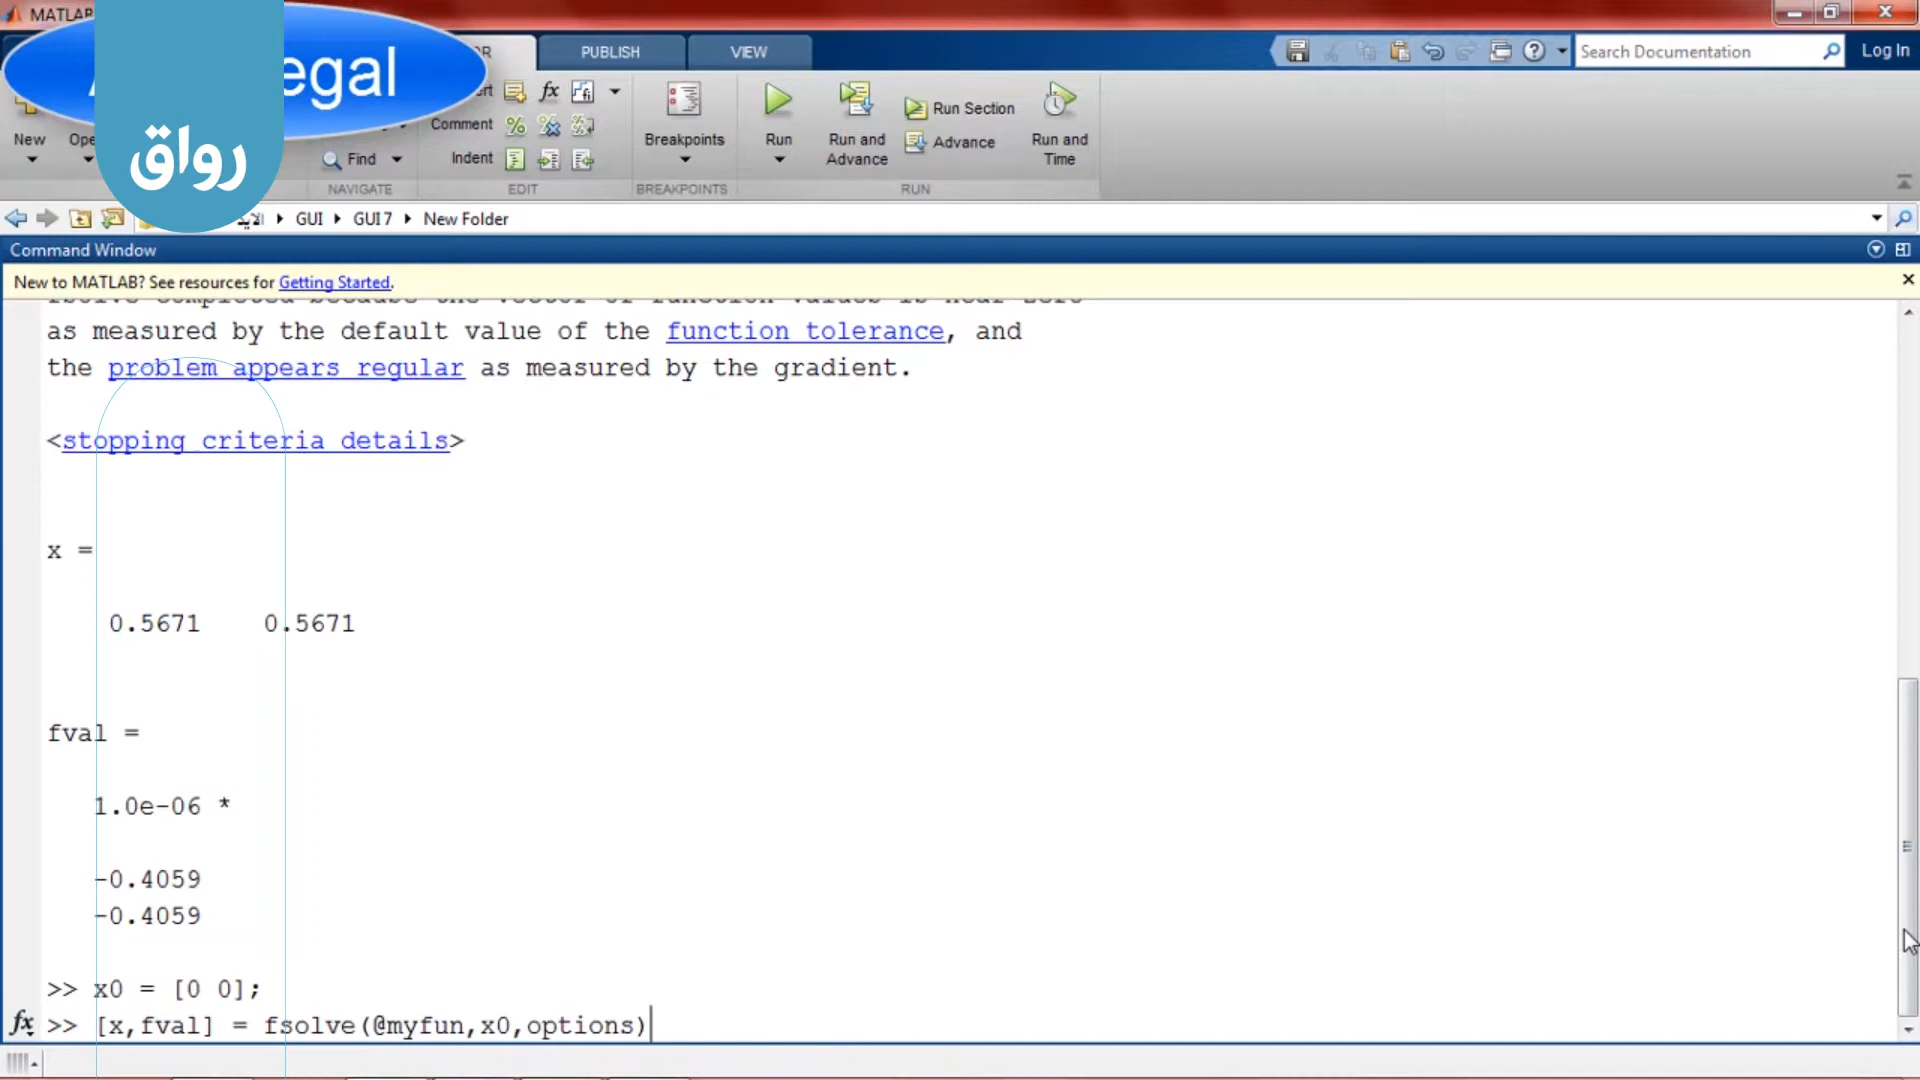 MATLAB
PUBLISH
VIEW
Search Documentation
Log In
egal
رواق
New
Find
Comment
Indent
Breakpoints
Run
Run and Advance
Run Section
Advance
Run and Time
NAVIGATE
EDIT
BREAKPOINTS
RUN
GUI
GUI 7
New Folder
Command Window
New to MATLAB? See resources for Getting Started.
as measured by the default value of the function tolerance, and
the problem appears regular as measured by the gradient.
<stopping criteria details>
x =
0.5671 0.5671
fval =
1.0e-06 *
-0.4059
-0.4059
>> x0 = [0 0];
fx >> [x,fval] = fsolve(@myfun,x0,options)